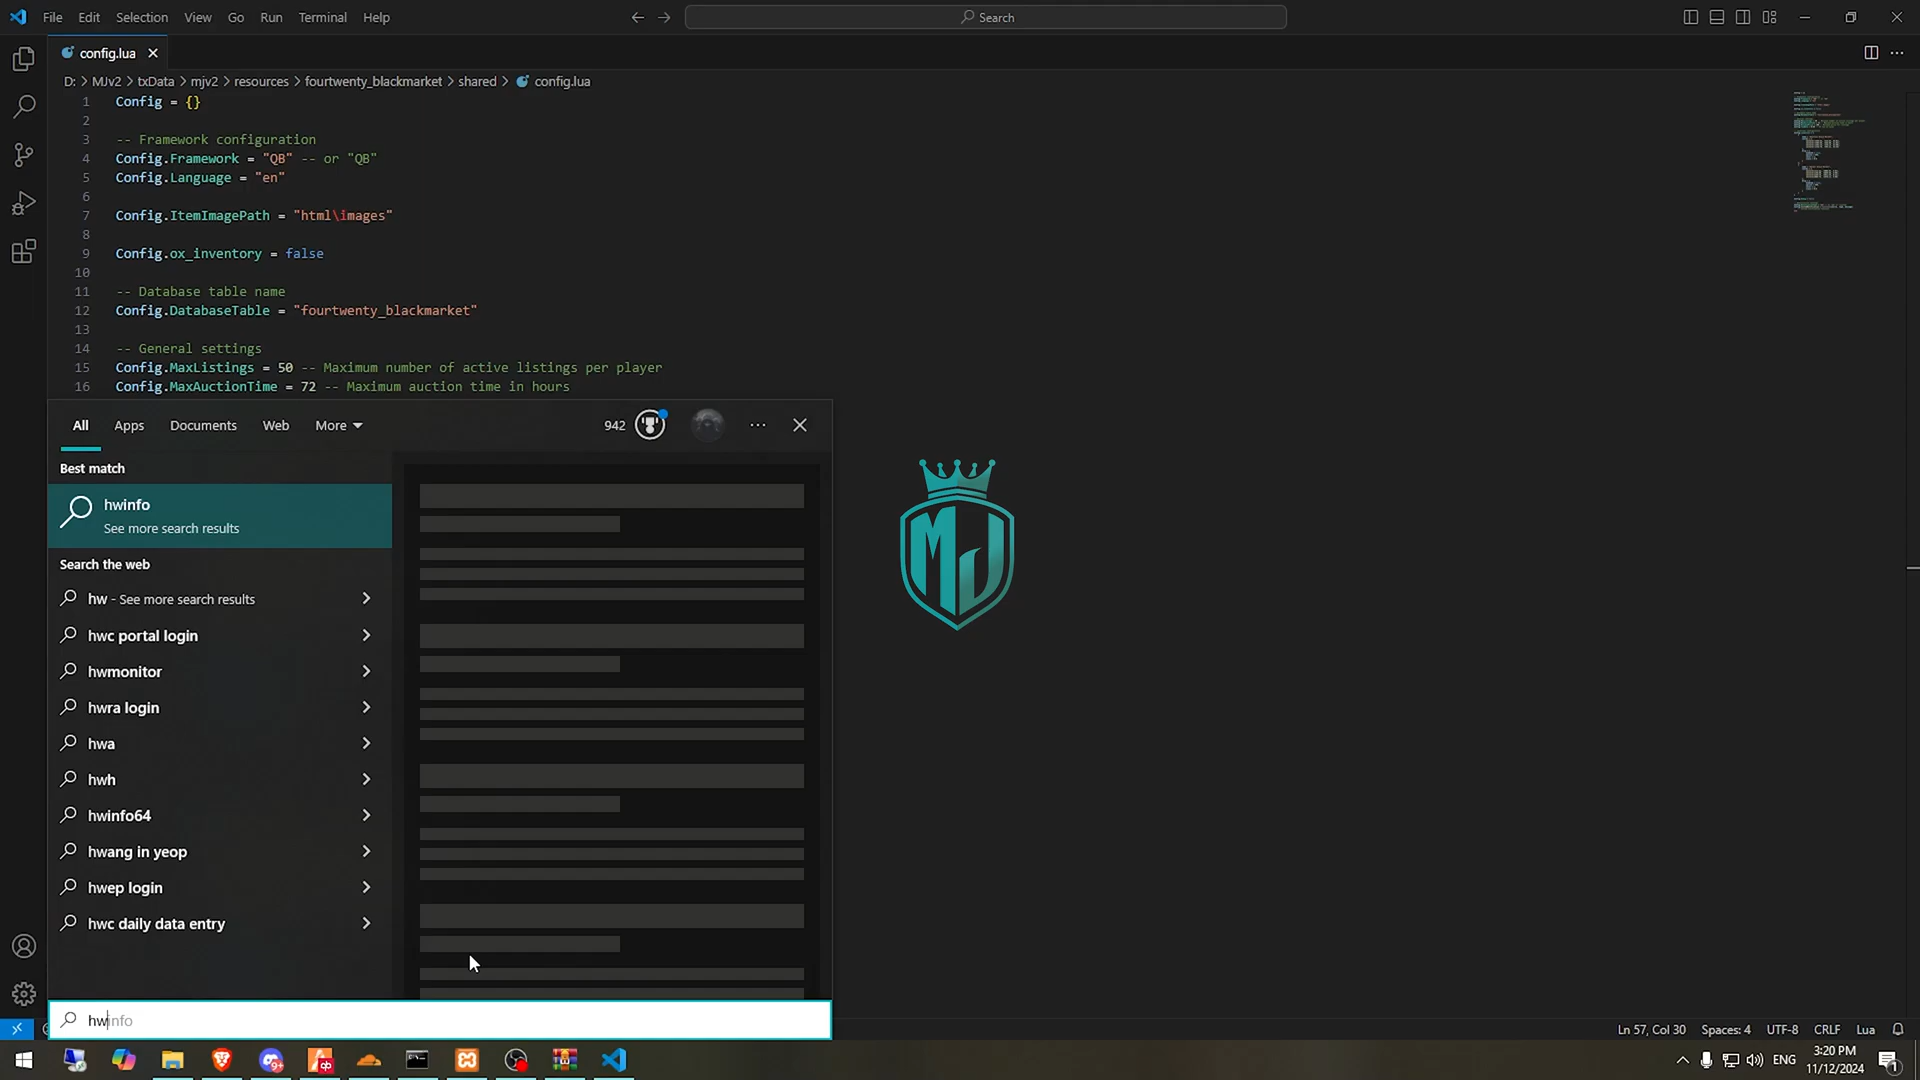 File Edit Selection View Go Run Terminal Help
Search
config.lua
D: > MJv2 > txData > mjv2 > resources > fourtwenty_blackmarket > shared > config.lua
1 Config = {}
2
3 -- Framework configuration
4 Config.Framework = "QB" -- or "QB"
5 Config.Language = "en"
6
7 Config.ItemImagePath = "html\images"
8
9 Config.ox_inventory = false
10
11 -- Database table name
12 Config.DatabaseTable = "fourtwenty_blackmarket"
13
14 -- General settings
15 Config.MaxListings = 50 -- Maximum number of active listings per player
16 Config.MaxAuctionTime = 72 -- Maximum auction time in hours
All Apps Documents Web More 942
Best match
hwinfo
See more search results
Search the web
hw - See more search results
hwc portal login
hwmonitor
hwra login
hwa
hwh
hwinfo64
hwang in yeop
hwep login
hwc daily data entry
hwinfo
MJ
Ln 57, Col 30 Spaces: 4 UTF-8 CRLF Lua
9+
qb
ENG
3:20 PM
11/12/2024
1